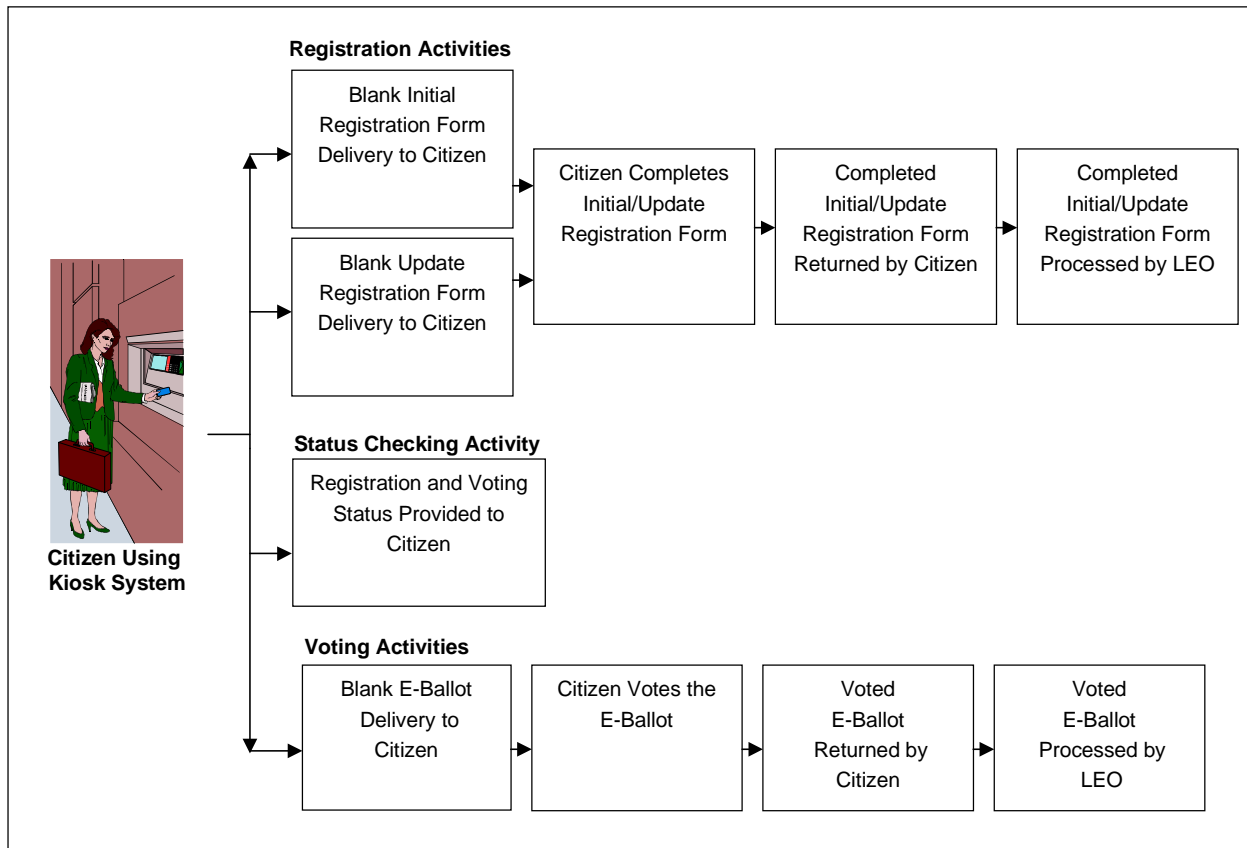 Registration Activities
Blank Initial
Registration Form
Delivery to Citizen
Blank Update
Registration Form
Delivery to Citizen
Citizen Completes
Initial/Update
Registration Form
Completed
Initial/Update
Registration Form
Returned by Citizen
Completed
Initial/Update
Registration Form
Processed by LEO
Citizen Using
Kiosk System
Status Checking Activity
Registration and Voting
Status Provided to
Citizen
Voting Activities
Blank E-Ballot
Delivery to
Citizen
Citizen Votes the
E-Ballot
Voted
E-Ballot
Returned by
Citizen
Voted
E-Ballot
Processed by
LEO